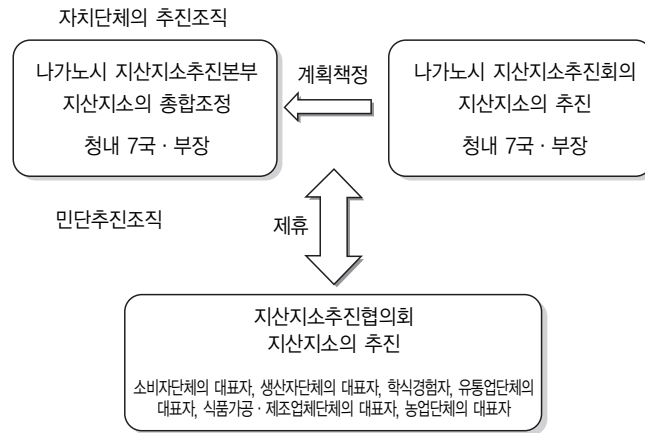 자치단체의 추진조직
나가노시 지산지소추진본부
지산지소의 총합조정
청내 7국 · 부장
계획책정
나가노시 지산지소추진회의
지산지소의 추진
청내 7국 · 부장
민단추진조직
제휴
지산지소추진협의회
지산지소의 추진
소비자단체의 대표자, 생산자단체의 대표자, 학식경험자, 유통업단체의
대표자, 식품가공 · 제조업체단체의 대표자, 농업단체의 대표자